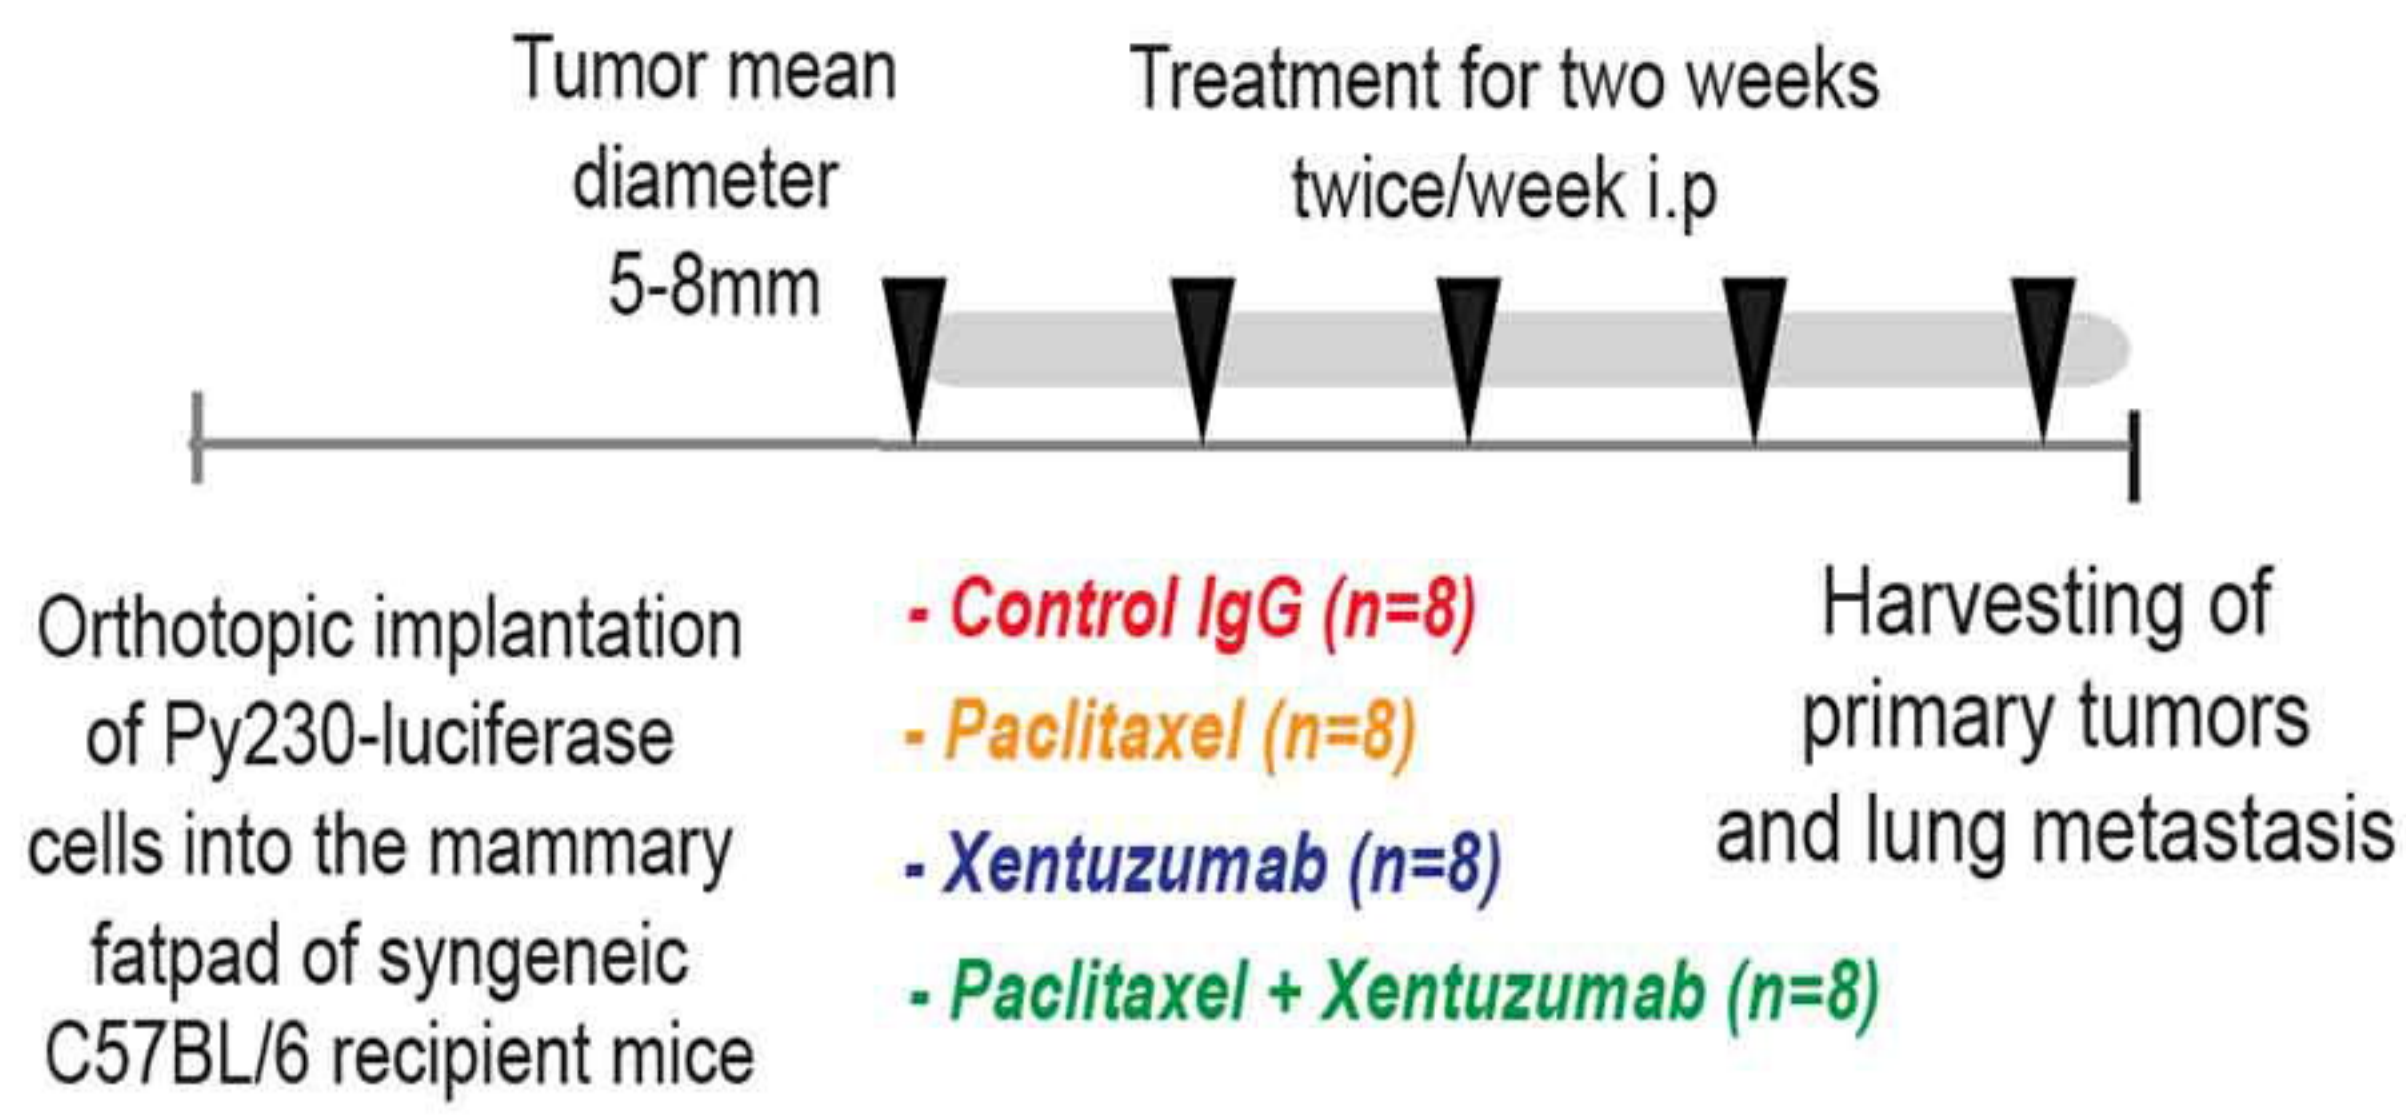 Tumor mean
diameter
5-8mm
Treatment for two weeks
twice/week i.p
Orthotopic implantation
of Py230-luciferase
cells into the mammary
fatpad of syngeneic
C57BL/6 recipient mice
- Control IgG (n=8)
- Paclitaxel (n=8)
- Xentuzumab (n=8)
- Paclitaxel + Xentuzumab (n=8)
Harvesting of
primary tumors
and lung metastasis